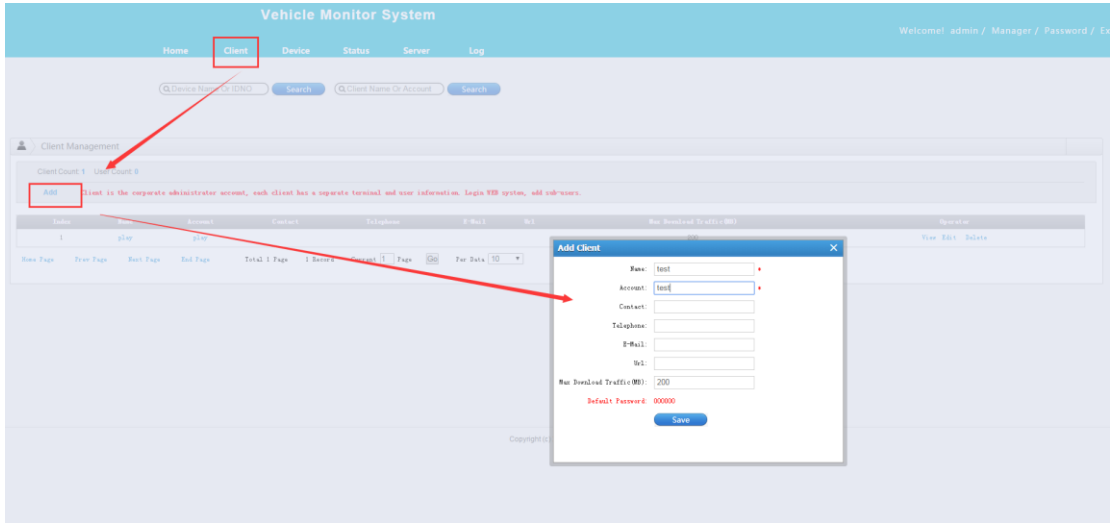 Vehicle Monitor System
Welcome! admin / Manager / Password / Ex
Home Client Device Status Server Log
Device Name Or IDNO Search Client Name Or Account Search
Client Management
Client Count: 1 User Count: 0
Add Client is the corporate administrator account, each client has a separate terminal and user information. Login WEB system, add sub-users.
Index Name Account Contact Telephone E-Mail Url Max Download Traffic(MB) Operator
1 play play 200 View Edit Delete
Home Page Prev Page Next Page End Page Total 1 Page 1 Record Current 1 Page Go Per Data 10
Add Client X
Name: test *
Account: test *
Contact:
Telephone:
E-Mail:
Url:
Max Download Traffic(MB): 200
Default Password: 000000
Save
Copyright